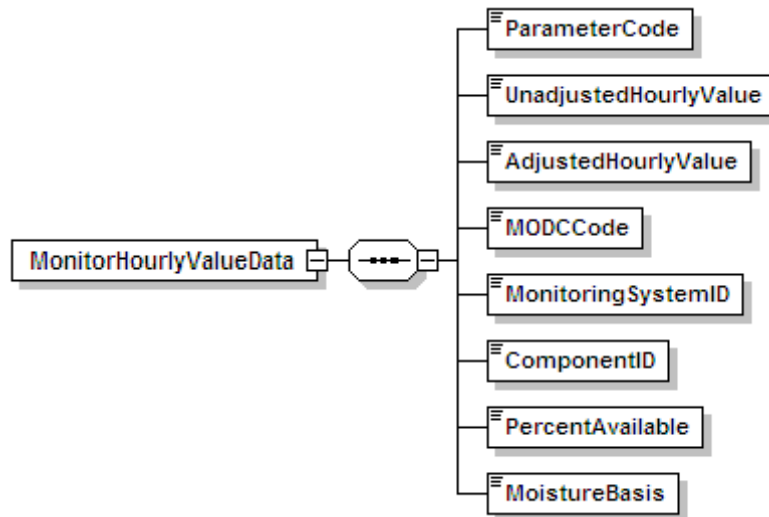 ParameterCode
UnadjustedHourlyValue
AdjustedHourlyValue
MODCCode
MonitorHourlyValueData
MonitoringSystemID
ComponentID
PercentAvailable
MoistureBasis